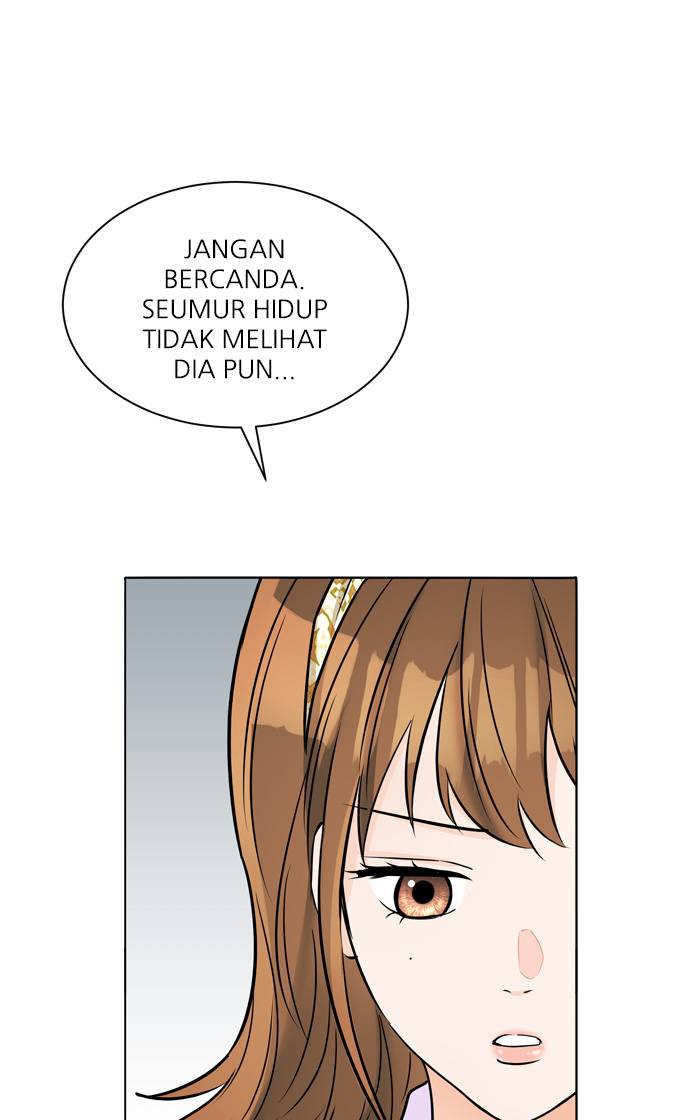 JANGAN
BERCANDA.
SEUMUR HIDUP
TIDAK MELIHAT
DIA PUN...